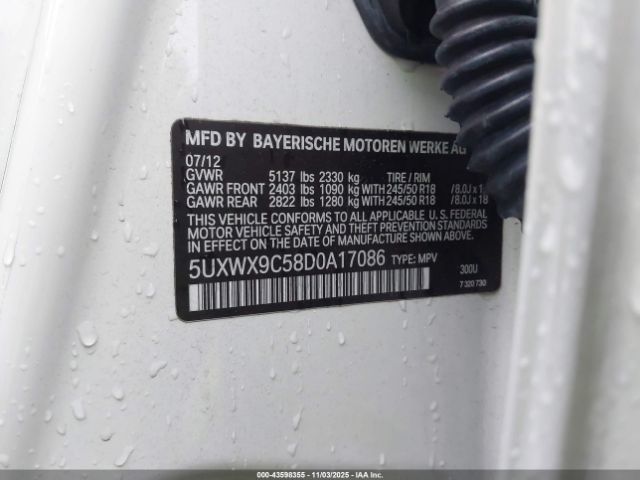 MFD BY BAYERISCHE MOTOREN WERKE AG
07/12
GVWR 5137 lbs 2330 kg TIRE / RIM
GAWR FRONT 2403 lbs 1090 kg WITH 245/50 R18 /8.0J x 1
GAWR REAR 2822 lbs 1280 kg WITH 245/50 R18 /8.0J x 18
THIS VEHICLE CONFORMS TO ALL APPLICABLE U. S. FEDERAL
MOTOR VEHICLE SAFETY AND THEFT PREVENTION STANDARDS
IN EFFECT ON THE DATE OF MANUFACTURE SHOWN ABOVE.
5UXWX9C58D0A17086 TYPE: MPV 300U
7 320 730
000-43598355 - 11/03/2025 - IAAI.COM